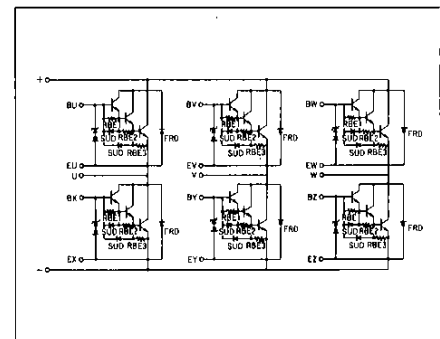 +
BU BV BW
RBE1 RBE1 RBE1
SUD RBE2 SUD RBE2 SUD RBE2
FRD FRD FRD
SUD RBE3 SUD RBE3 SUD RBE3
EU EV EW
U V W
BX BY BZ
RBE1 RBE1
SUD RBE2 SUD RBE2 SUD RBE2
FRD FRD FRD
SUD RBE3 SUD RBE3 SUD RBE3
EX EY EZ
-